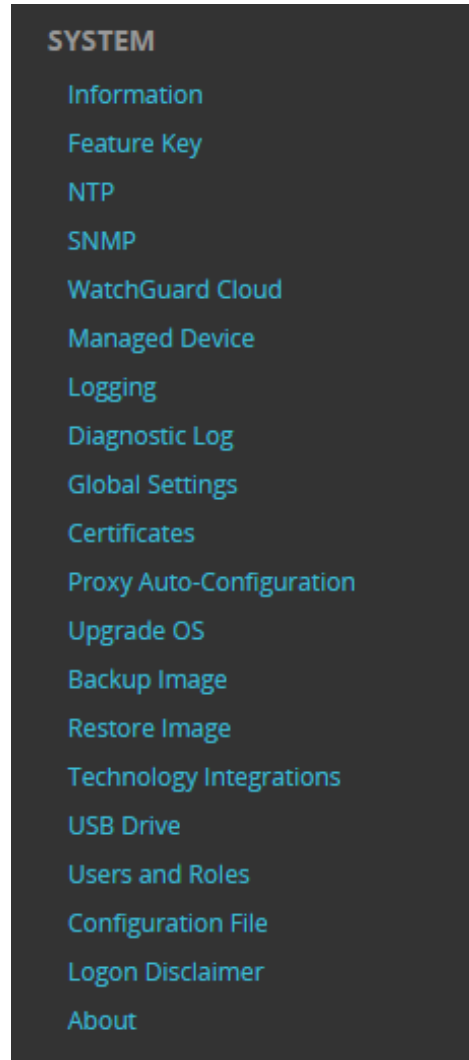 SYSTEM
Information
Feature Key
NTP
SNMP
WatchGuard Cloud
Managed Device
Logging
Diagnostic Log
Global Settings
Certificates
Proxy Auto-Configuration
Upgrade OS
Backup Image
Restore Image
Technology Integrations
USB Drive
Users and Roles
Configuration File
Logon Disclaimer
About